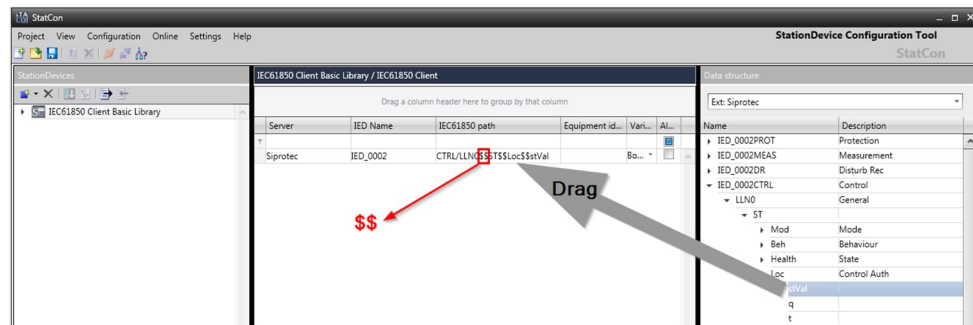 StatCon
Project View Configuration Online Settings Help
StationDevice Configuration Tool
StatCon
StationDevices
IEC61850 Client Basic Library
IEC61850 Client Basic Library / IEC61850 Client
Drag a column header here to group by that column
Server IED Name IEC61850 path Equipment id... Vari... Al...
Siprotec IED_0002 CTRL/LLN0$$ST$$Loc$$stVal Bo...
$$
Drag
Data structure
Ext: Siprotec
Name Description
IED_0002PROT Protection
IED_0002MEAS Measurement
IED_0002DR Disturb Rec
IED_0002CTRL Control
LLN0 General
ST
Mod Mode
Beh Behaviour
Health State
Loc Control Auth
stVal
q
t